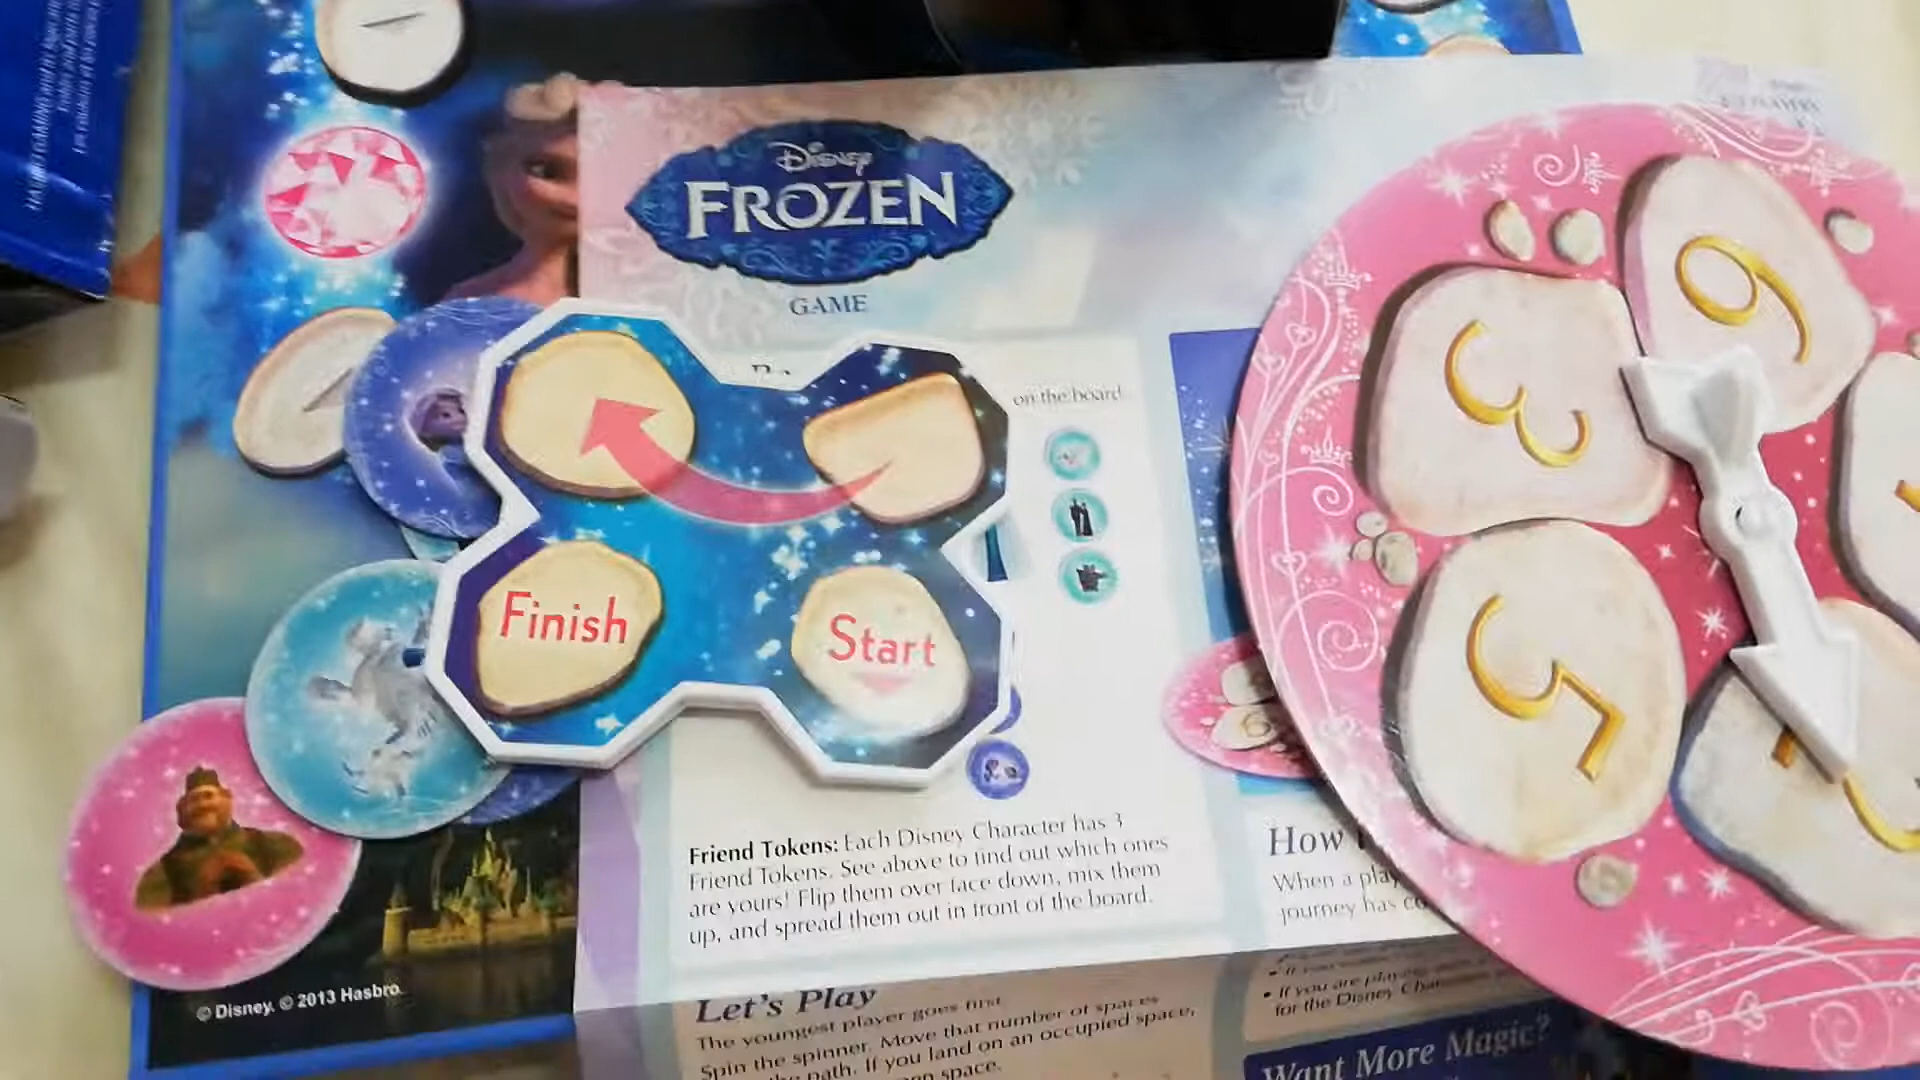 DISNEY
FROZEN
GAME
on the board
Finish
Start
3
6
5
Friend Tokens: Each Disney Character has 3
Friend Tokens. See above to find out which ones
are yours! Flip them over face down, mix them
up, and spread them out in front of the board.
How
When a play
journey has
© Disney. © 2013 Hasbro.
Let's Play
The youngest player goes first.
Spin the spinner. Move that number of spaces
path. If you land on an occupied space,
space.
• If you are playing
for the Disney
Want More Magic?